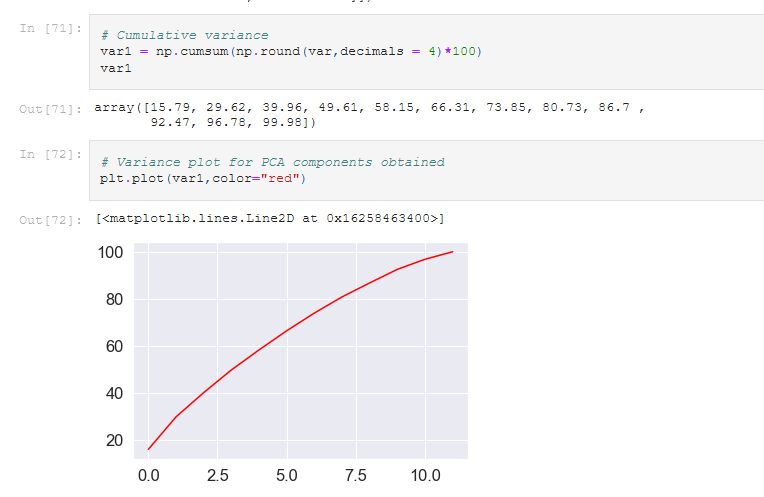 In [71]:
# Cumulative variance
var1 = np.cumsum(np.round(var,decimals = 4)*100)
var1
Out[71]: array([15.79, 29.62, 39.96, 49.61, 58.15, 66.31, 73.85, 80.73, 86.7 ,
92.47, 96.78, 99.98])
In [72]:
# Variance plot for PCA components obtained
plt.plot(var1,color="red")
Out[72]: [<matplotlib.lines.Line2D at 0x16258463400>]
100
80
60
40
20
0.0 2.5 5.0 7.5 10.0